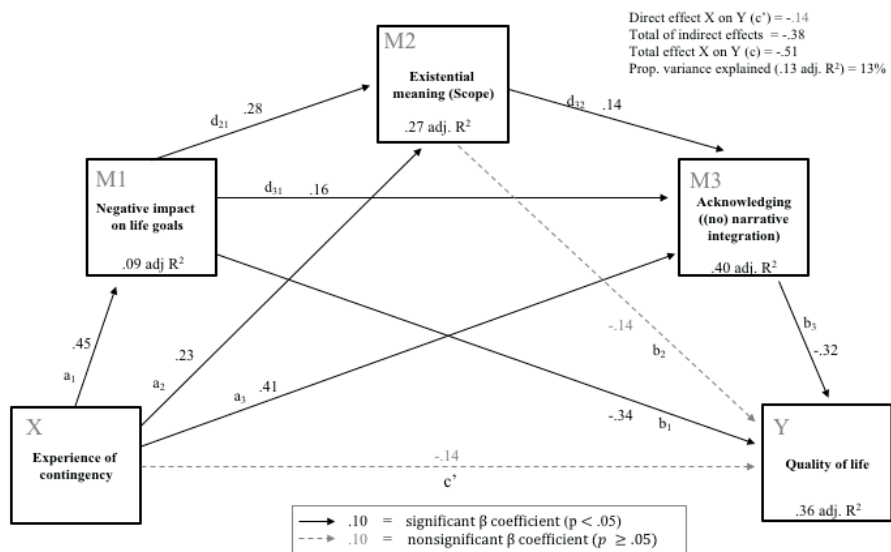 Direct effect X on Y (c') = -.14
Total of indirect effects = -.38
Total effect X on Y (c) = -.51
Prop. variance explained (.13 adj. R²) = 13%
M2
Existential
meaning (Scope)
.27 adj. R²
d₂₁
.28
d₃₂
.14
M1
Negative impact
on life goals
.09 adj R²
d₃₁
.16
M3
Acknowledging
((no) narrative
integration)
.40 adj. R²
.45
a₁
.23
a₂
a₃
.41
-.14
b₂
b₃
-.32
-.34
b₁
X
Experience of
contingency
-.14
c'
Y
Quality of life
.36 adj. R²
.10 = significant β coefficient (p < .05)
.10 = nonsignificant β coefficient (p ≥ .05)